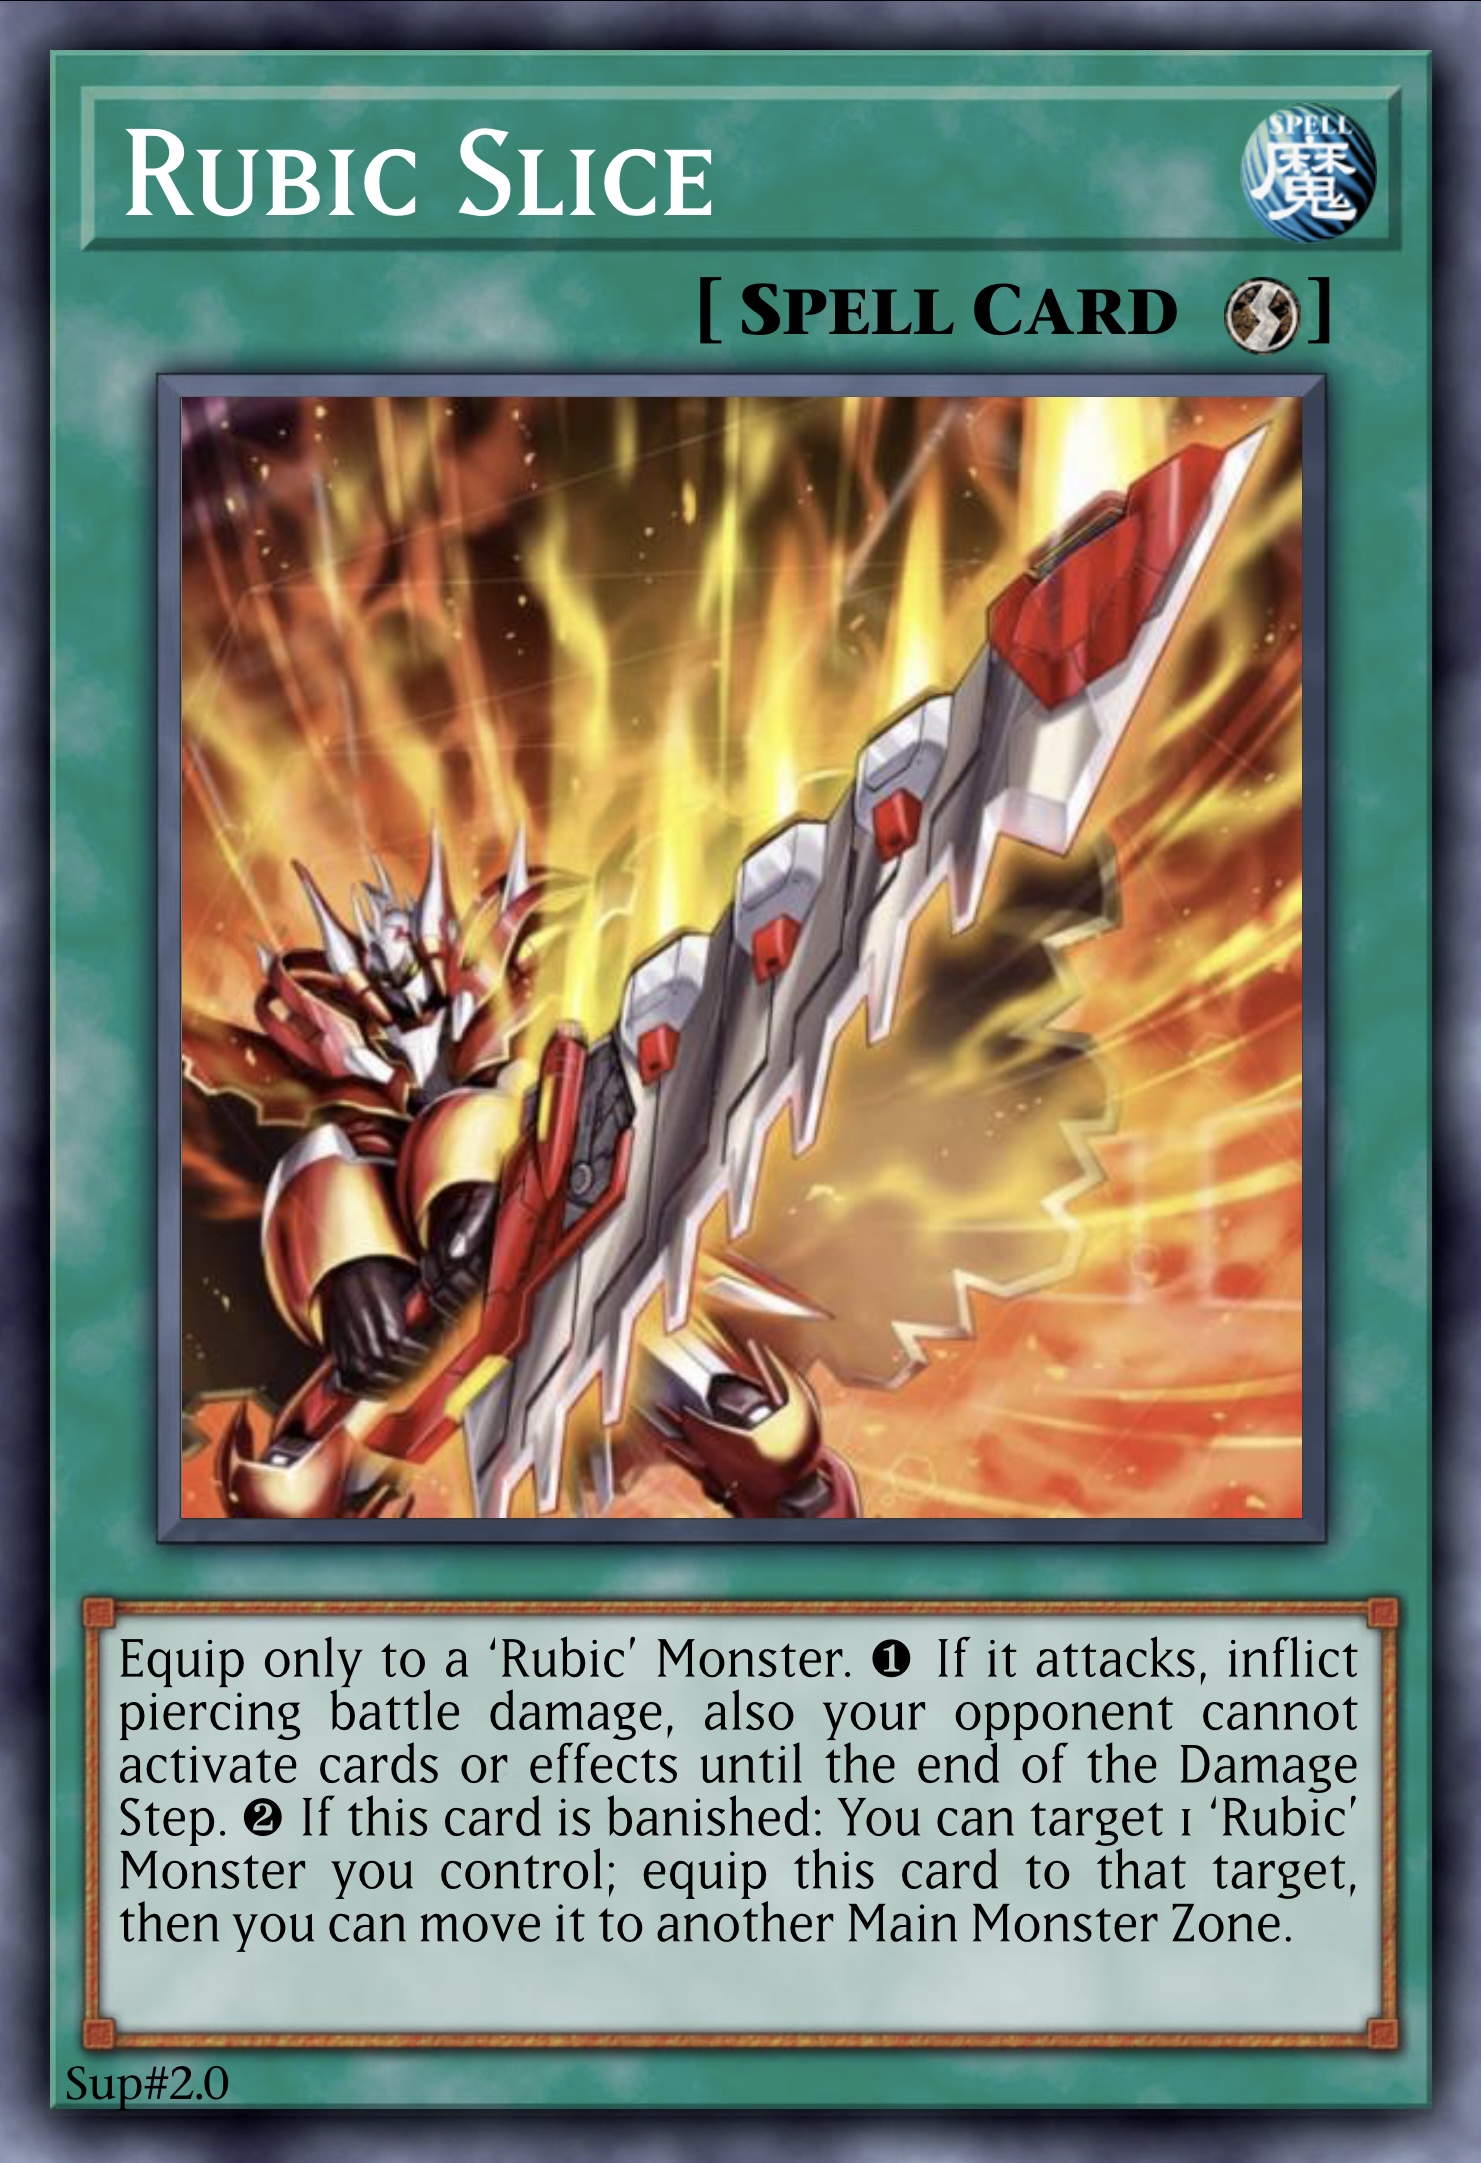 Rubic Slice
SPELL
魔
[ Spell Card ]
Equip only to a ‘Rubic’ Monster. ❶ If it attacks, inflict
piercing battle damage, also your opponent cannot
activate cards or effects until the end of the Damage
Step. ❷ If this card is banished: You can target 1 ‘Rubic’
Monster you control; equip this card to that target,
then you can move it to another Main Monster Zone.
Sup#2.0